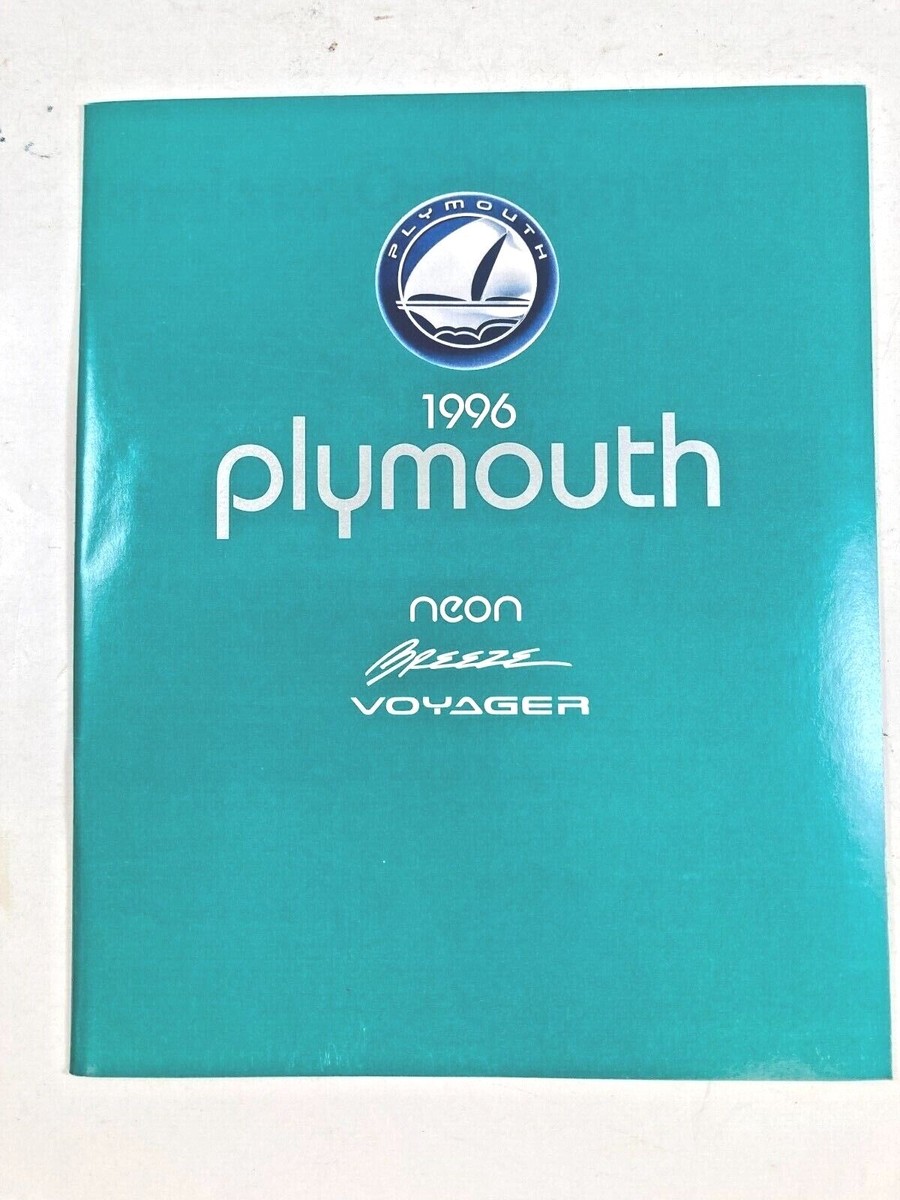 PLYMOUTH
1996
plymouth
neon
BREEZE
VOYAGER